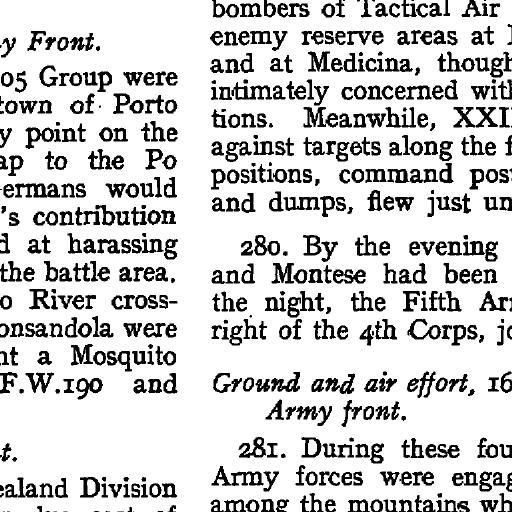 y Front.
05 Group were
town of Porto
y point on the
ap to the Po
ermans would
's contribution
d at harassing
the battle area.
o River cross-
onsandola were
nt a Mosquito
F.W.190 and
t.
ealand Division
bombers of Tactical Air
enemy reserve areas at
and at Medicina, though
intimately concerned with
tions. Meanwhile, XXII
against targets along the f
positions, command pos
and dumps, flew just un
280. By the evening
and Montese had been
the night, the Fifth Ar
right of the 4th Corps, jo
Ground and air effort, 16
Army front.
281. During these fou
Army forces were engag
among the mountains wh